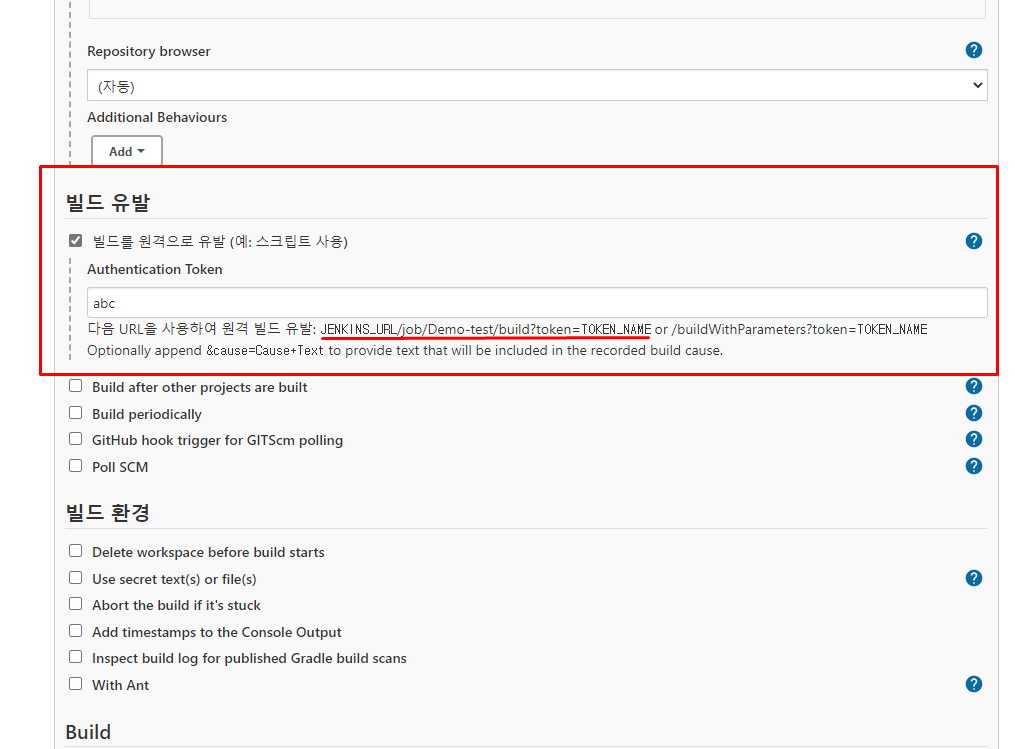 Repository browser
(자동)
Additional Behaviours
Add
빌드 유발
빌드를 원격으로 유발 (예: 스크립트 사용)
Authentication Token
abc
다음 URL을 사용하여 원격 빌드 유발: JENKINS_URL/job/Demo-test/build?token=TOKEN_NAME or /buildWithParameters?token=TOKEN_NAME
Optionally append &cause=Cause+Text to provide text that will be included in the recorded build cause.
Build after other projects are built
Build periodically
GitHub hook trigger for GITScm polling
Poll SCM
빌드 환경
Delete workspace before build starts
Use secret text(s) or file(s)
Abort the build if it's stuck
Add timestamps to the Console Output
Inspect build log for published Gradle build scans
With Ant
Build